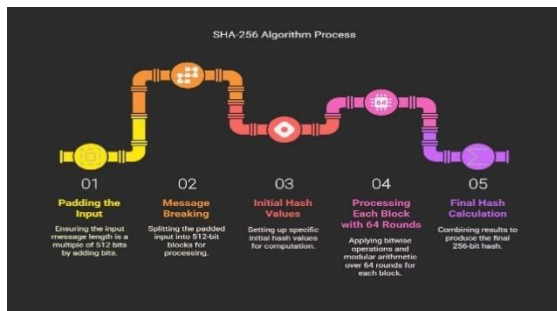 SHA-256 Algorithm Process
64
01
Padding the
Input
Ensuring the input
message length is a
multiple of 512 bits
by adding bits.
02
Message
Breaking
Splitting the padded
input into 512-bit
blocks for
processing.
03
Initial Hash
Values
Setting up specific
initial hash values
for computation.
04
Processing
Each Block
with 64 Rounds
Applying bitwise
operations and
modular arithmetic
over 64 rounds for
each block.
05
Final Hash
Calculation
Combining results to
produce the final
256-bit hash.